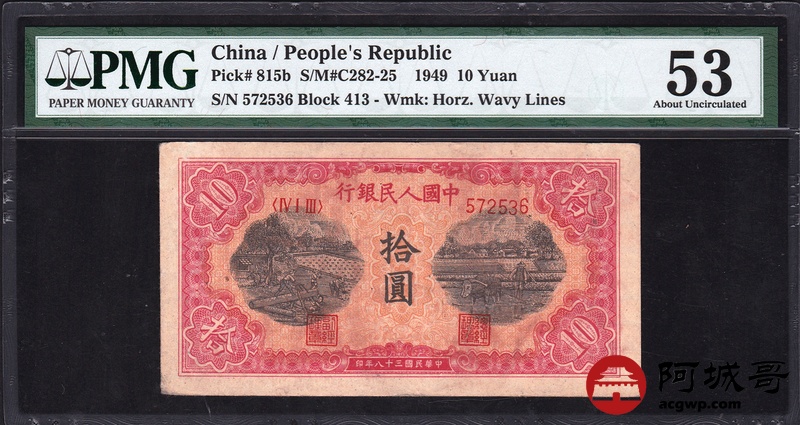 PMG
PAPER MONEY GUARANTY
China / People's Republic
Pick# 815b S/M#C282-25 1949 10 Yuan
S/N 572536 Block 413 - Wmk: Horz. Wavy Lines
53
About Uncirculated
10
行銀民人國中
拾
〈IV I III〉
572536
拾
圓
拾
10
印年八十三國民華中
阿城哥
acgwp.com